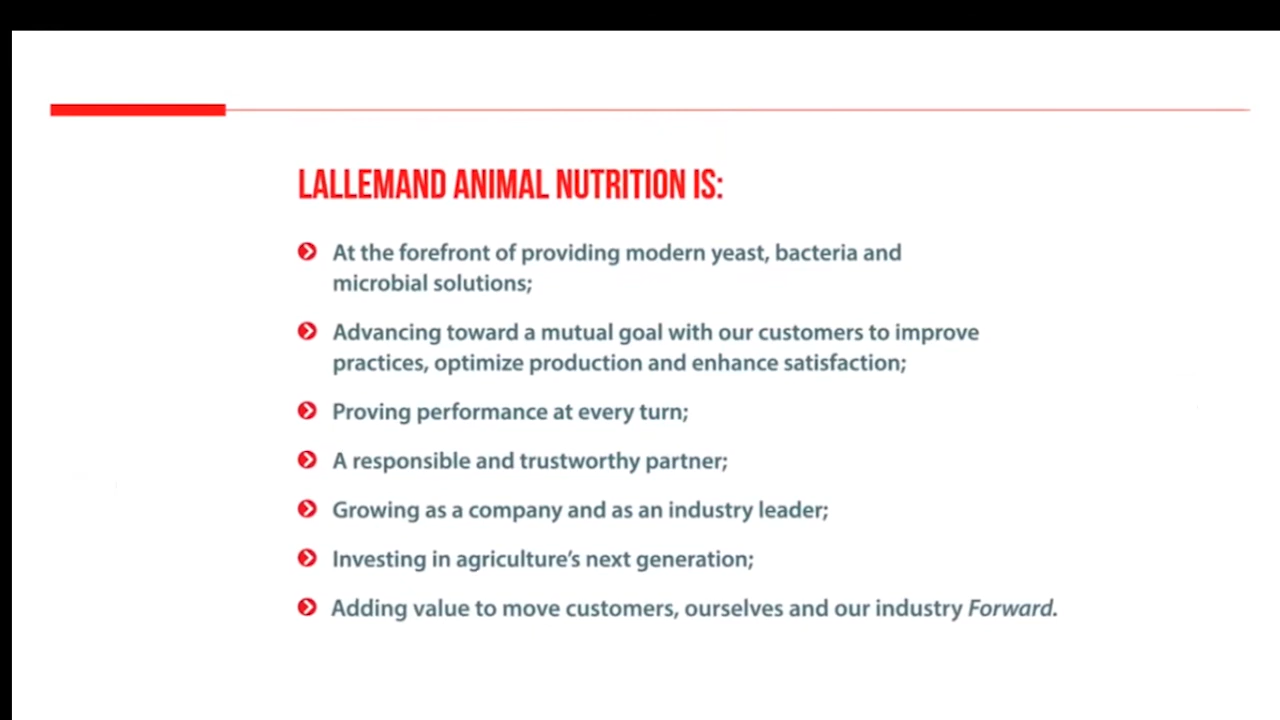 LALLEMAND ANIMAL NUTRITION IS:
At the forefront of providing modern yeast, bacteria and
microbial solutions;
Advancing toward a mutual goal with our customers to improve
practices, optimize production and enhance satisfaction;
Proving performance at every turn;
A responsible and trustworthy partner;
Growing as a company and as an industry leader;
Investing in agriculture’s next generation;
Adding value to move customers, ourselves and our industry Forward.